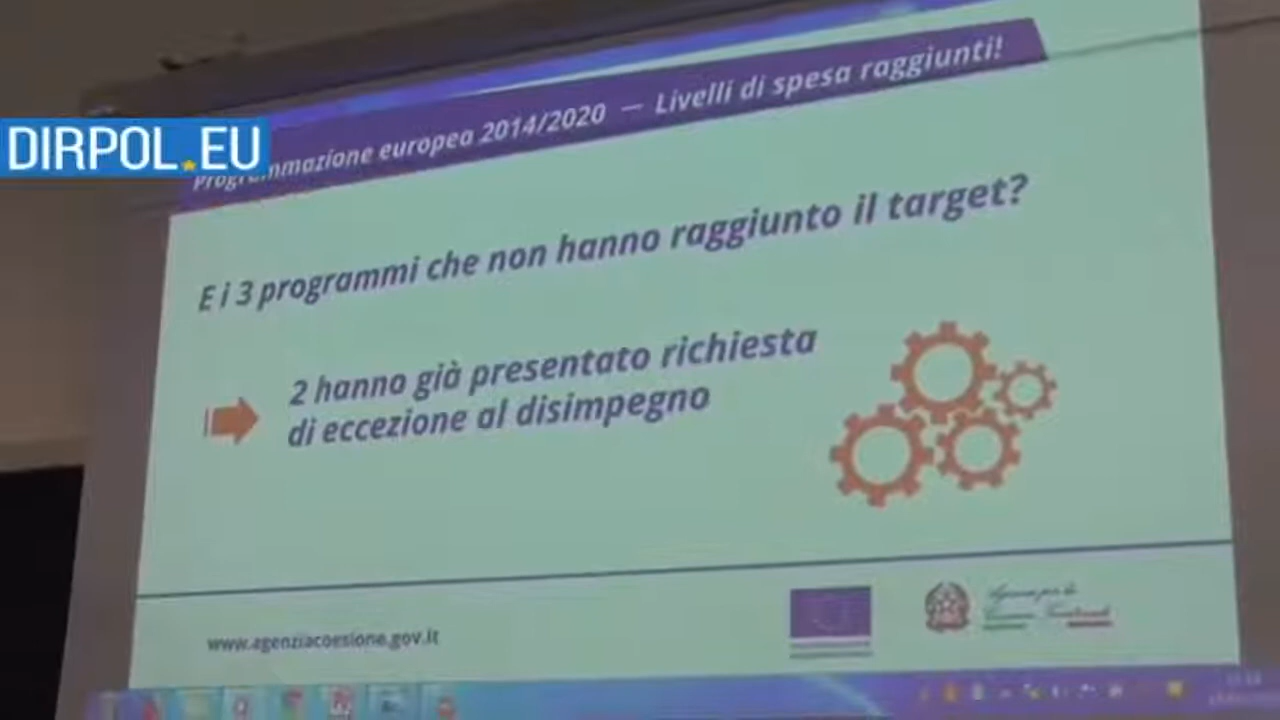 DIRPOL.EU
Programmazione europea 2014/2020 — Livelli di spesa raggiunti!
E i 3 programmi che non hanno raggiunto il target?
2 hanno già presentato richiesta
di eccezione al disimpegno
www.agenziacoesione.gov.it